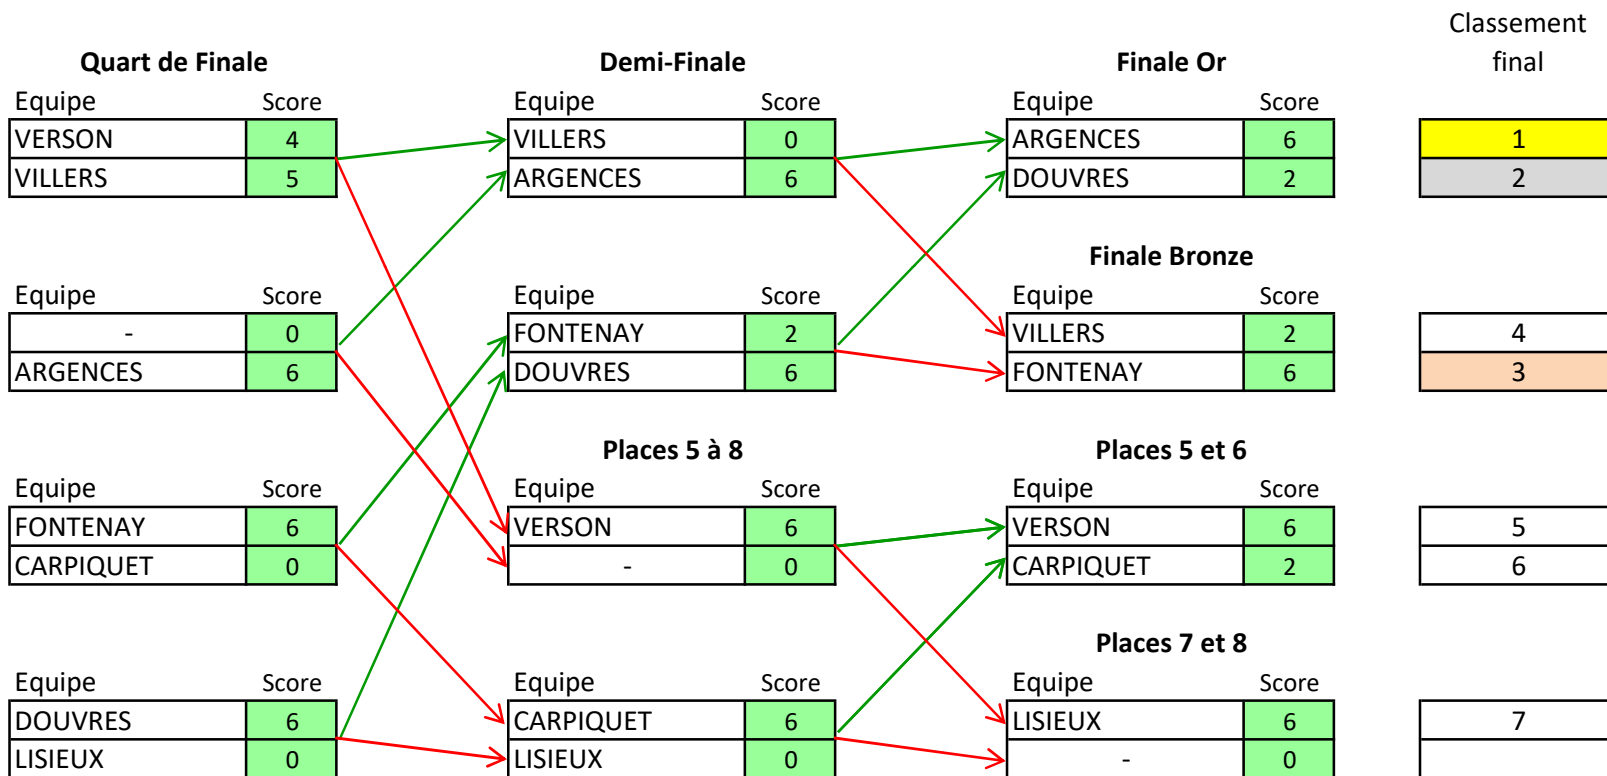 Classement
Quart de Finale Demi-Finale Finale Or final
Equipe Score Equipe Score Equipe Score
VERSON 4 VILLERS 0 ARGENCES 6 1
VILLERS 5 ARGENCES 6 DOUVRES 2 2
Finale Bronze
Equipe Score Equipe Score Equipe Score
- 0 FONTENAY 2 VILLERS 2 4
ARGENCES 6 DOUVRES 6 FONTENAY 6 3
Places 5 à 8 Places 5 et 6
Equipe Score Equipe Score Equipe Score
FONTENAY 6 VERSON 6 VERSON 6 5
CARPIQUET 0 - 0 CARPIQUET 2 6
Places 7 et 8
Equipe Score Equipe Score Equipe Score
DOUVRES 6 CARPIQUET 6 LISIEUX 6 7
LISIEUX 0 LISIEUX 0 - 0